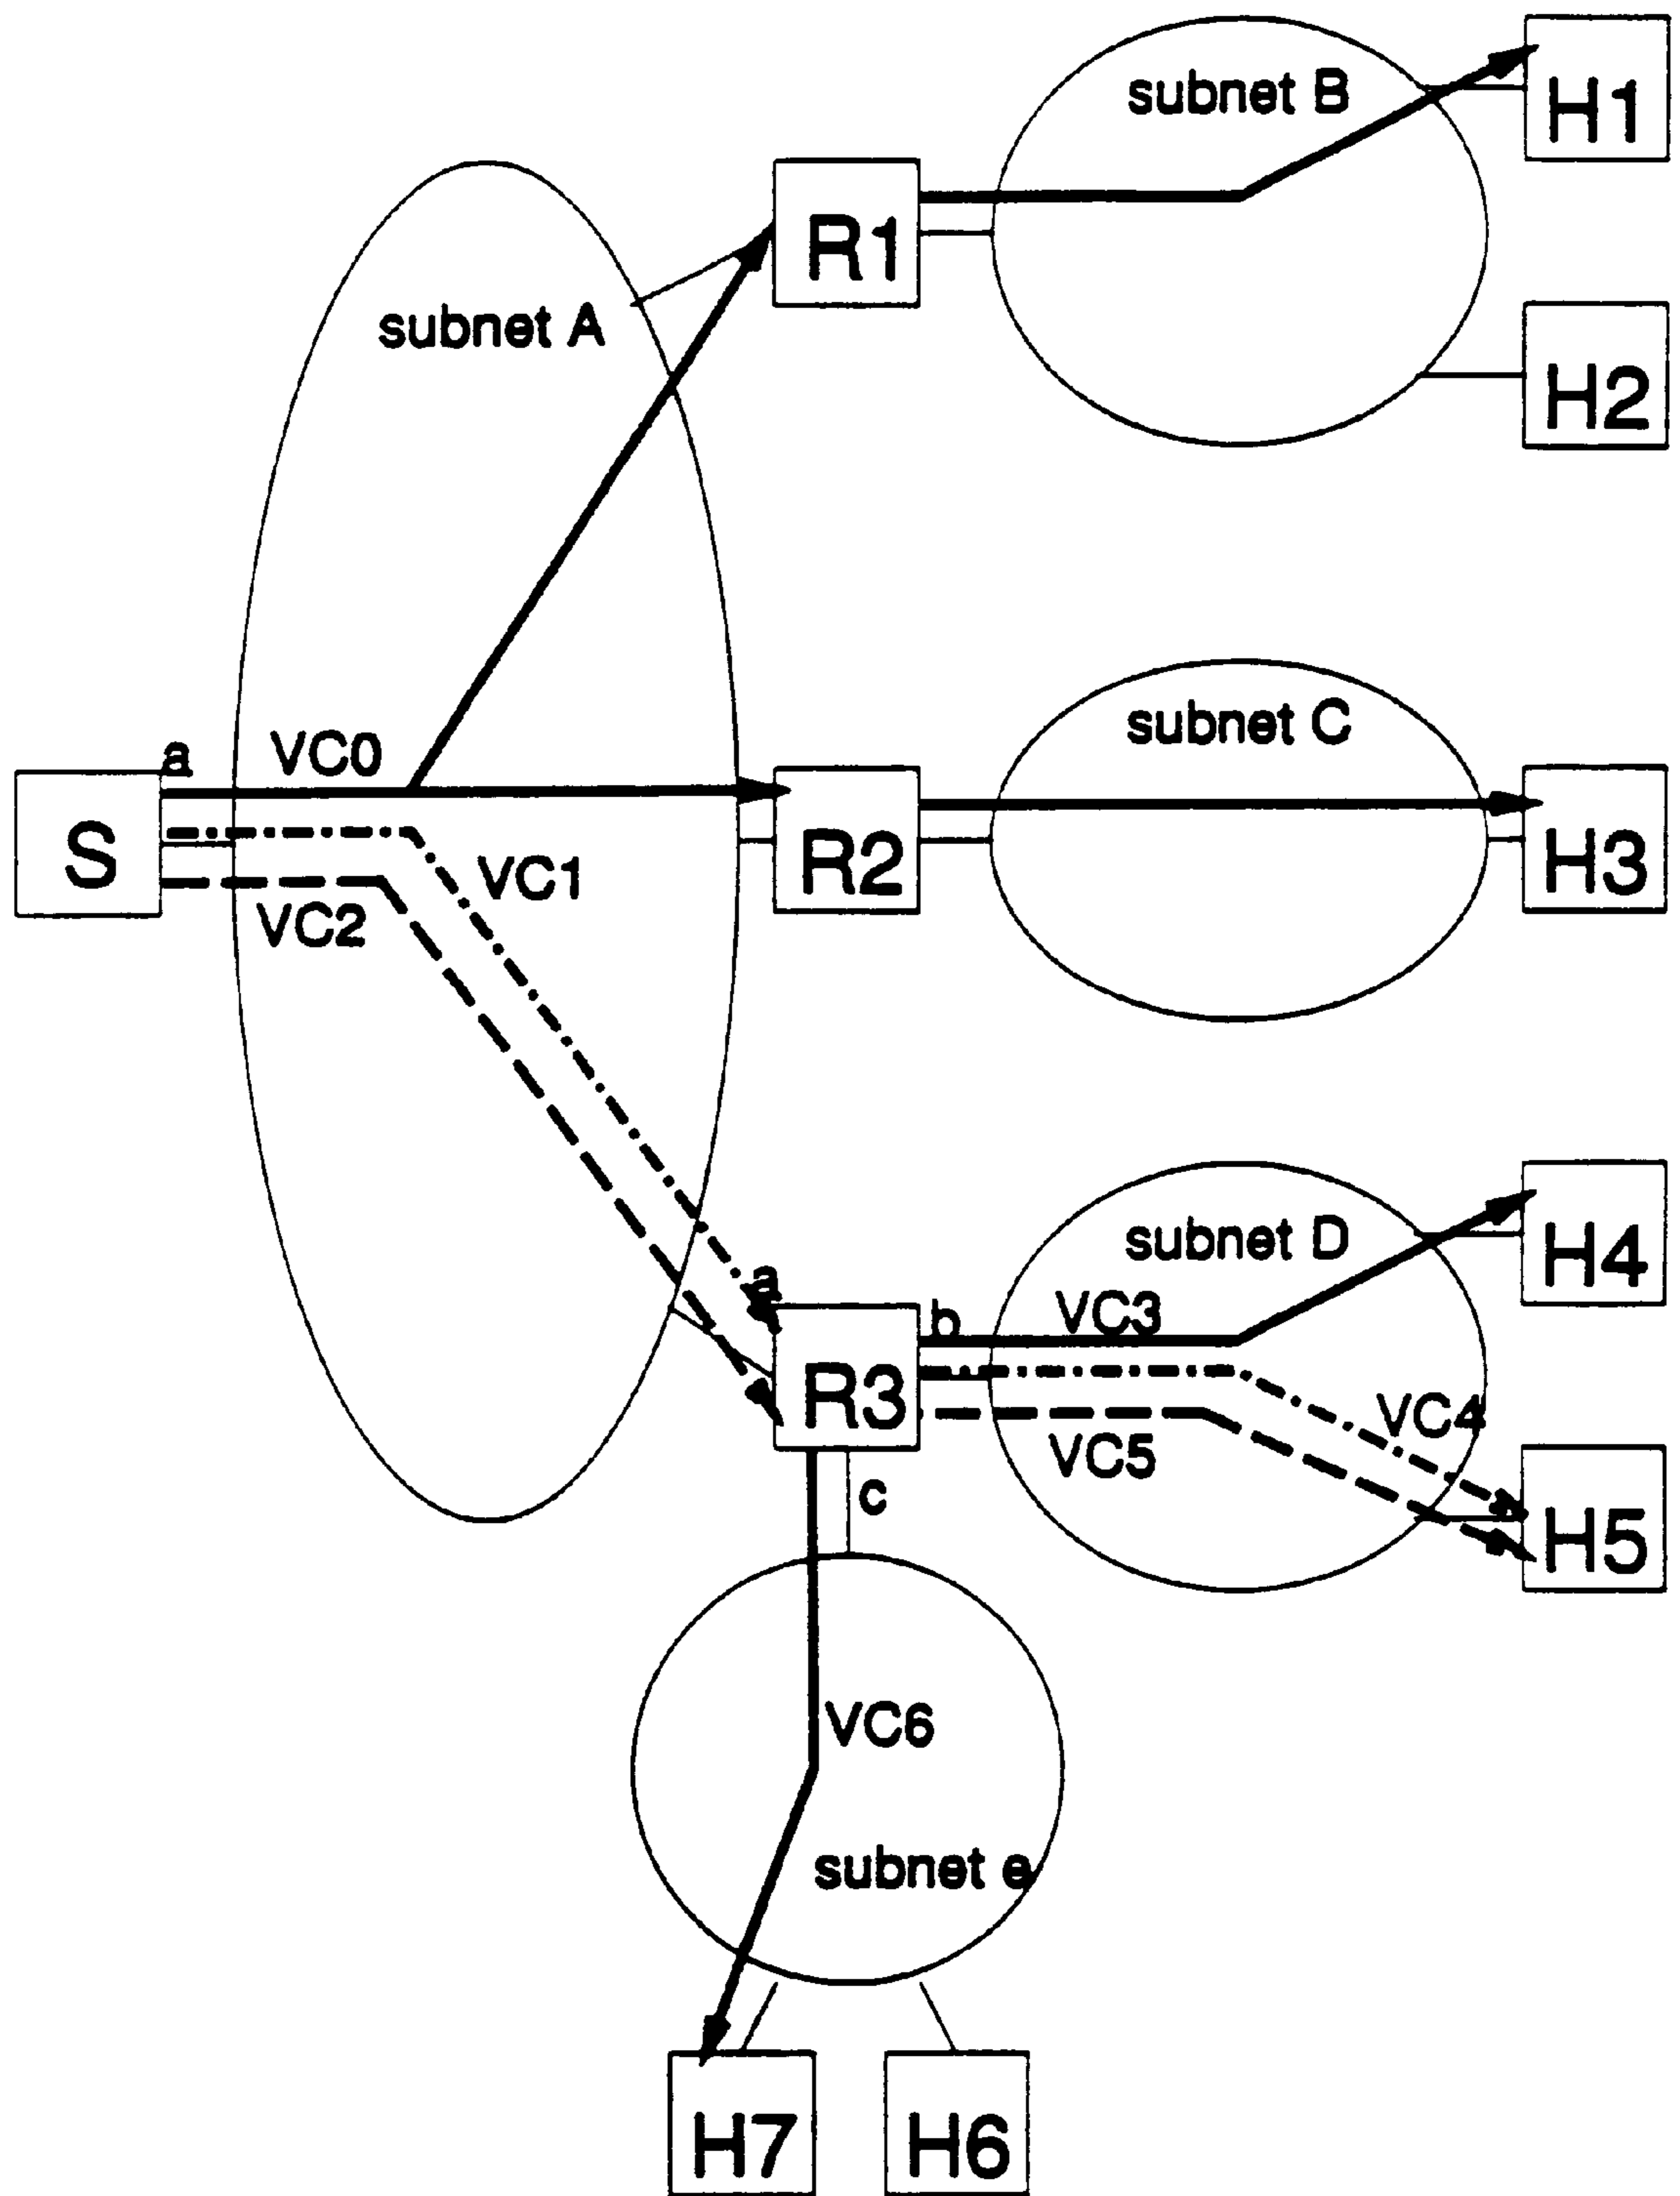 subnet B
H1
R1
subnet A
H2
subnet C
a
VC0
S
R2
H3
VC1
VC2
subnet D
H4
a
b
VC3
R3
VC4
VC5
c
H5
VC6
subnet e
H7
H6